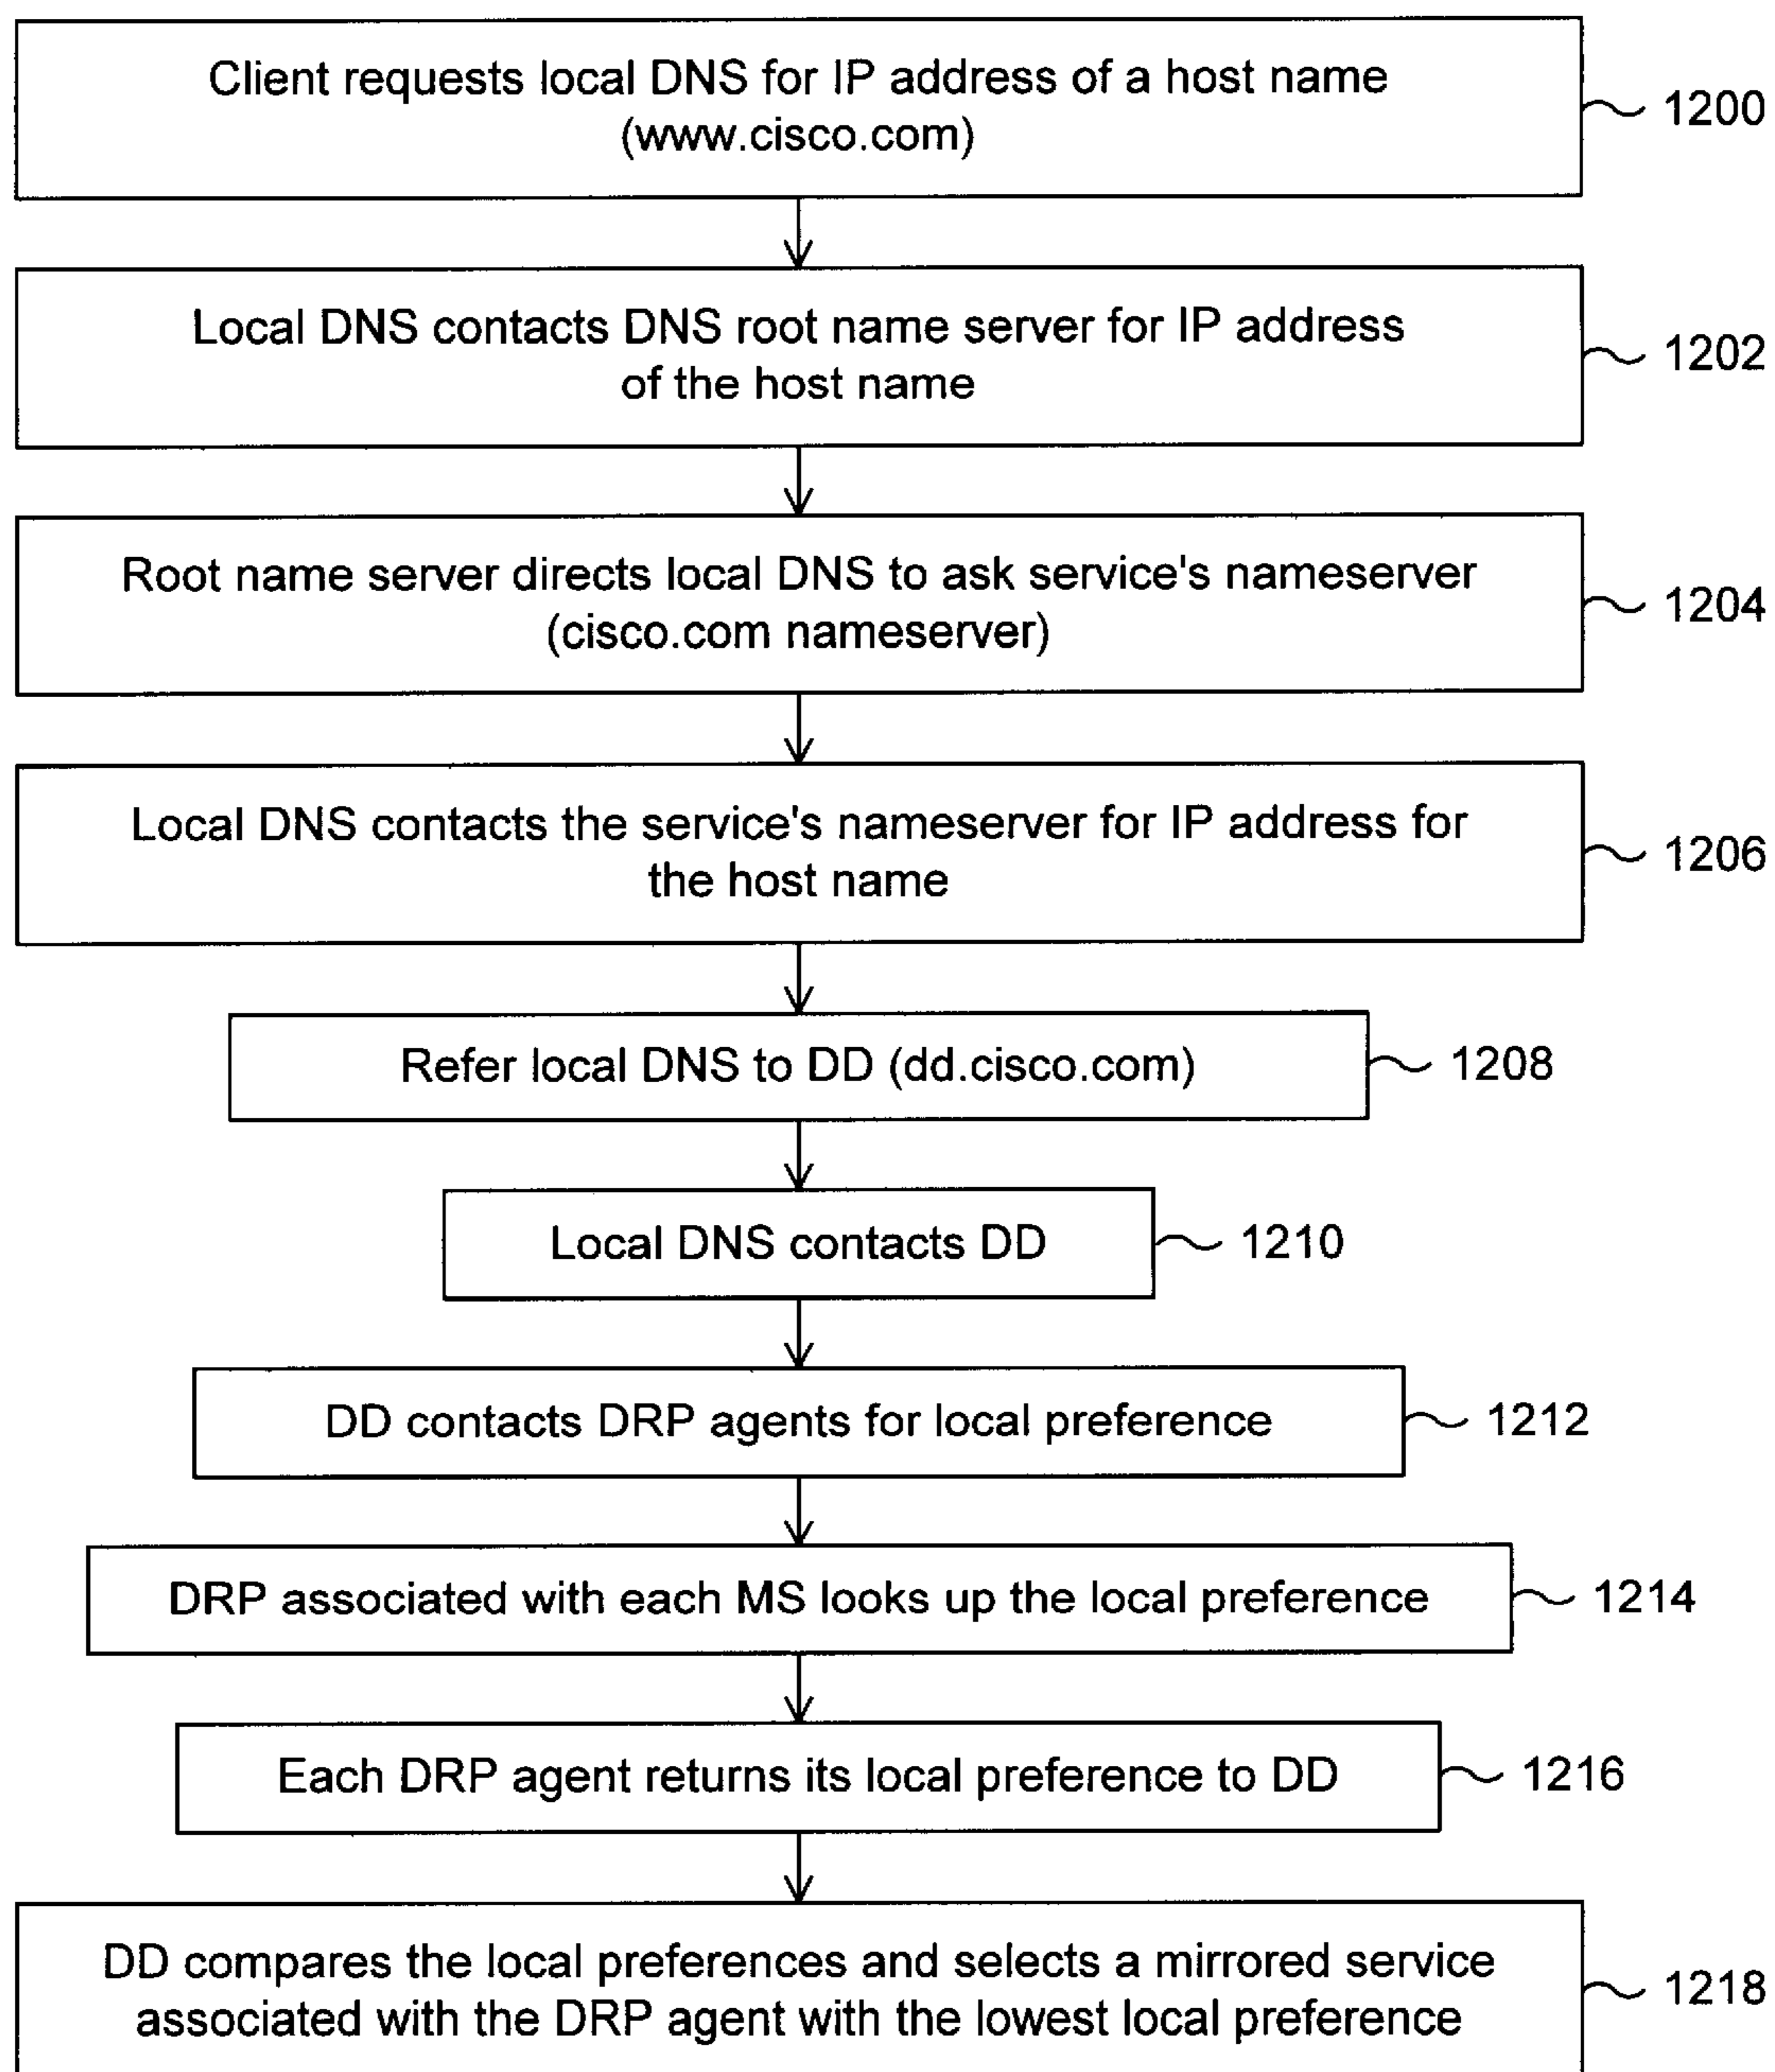 Client requests local DNS for IP address of a host name
(www.cisco.com)
1200
Local DNS contacts DNS root name server for IP address
of the host name
1202
Root name server directs local DNS to ask service's nameserver
(cisco.com nameserver)
1204
Local DNS contacts the service's nameserver for IP address for
the host name
1206
Refer local DNS to DD (dd.cisco.com)
1208
Local DNS contacts DD
1210
DD contacts DRP agents for local preference
1212
DRP associated with each MS looks up the local preference
1214
Each DRP agent returns its local preference to DD
1216
DD compares the local preferences and selects a mirrored service
associated with the DRP agent with the lowest local preference
1218